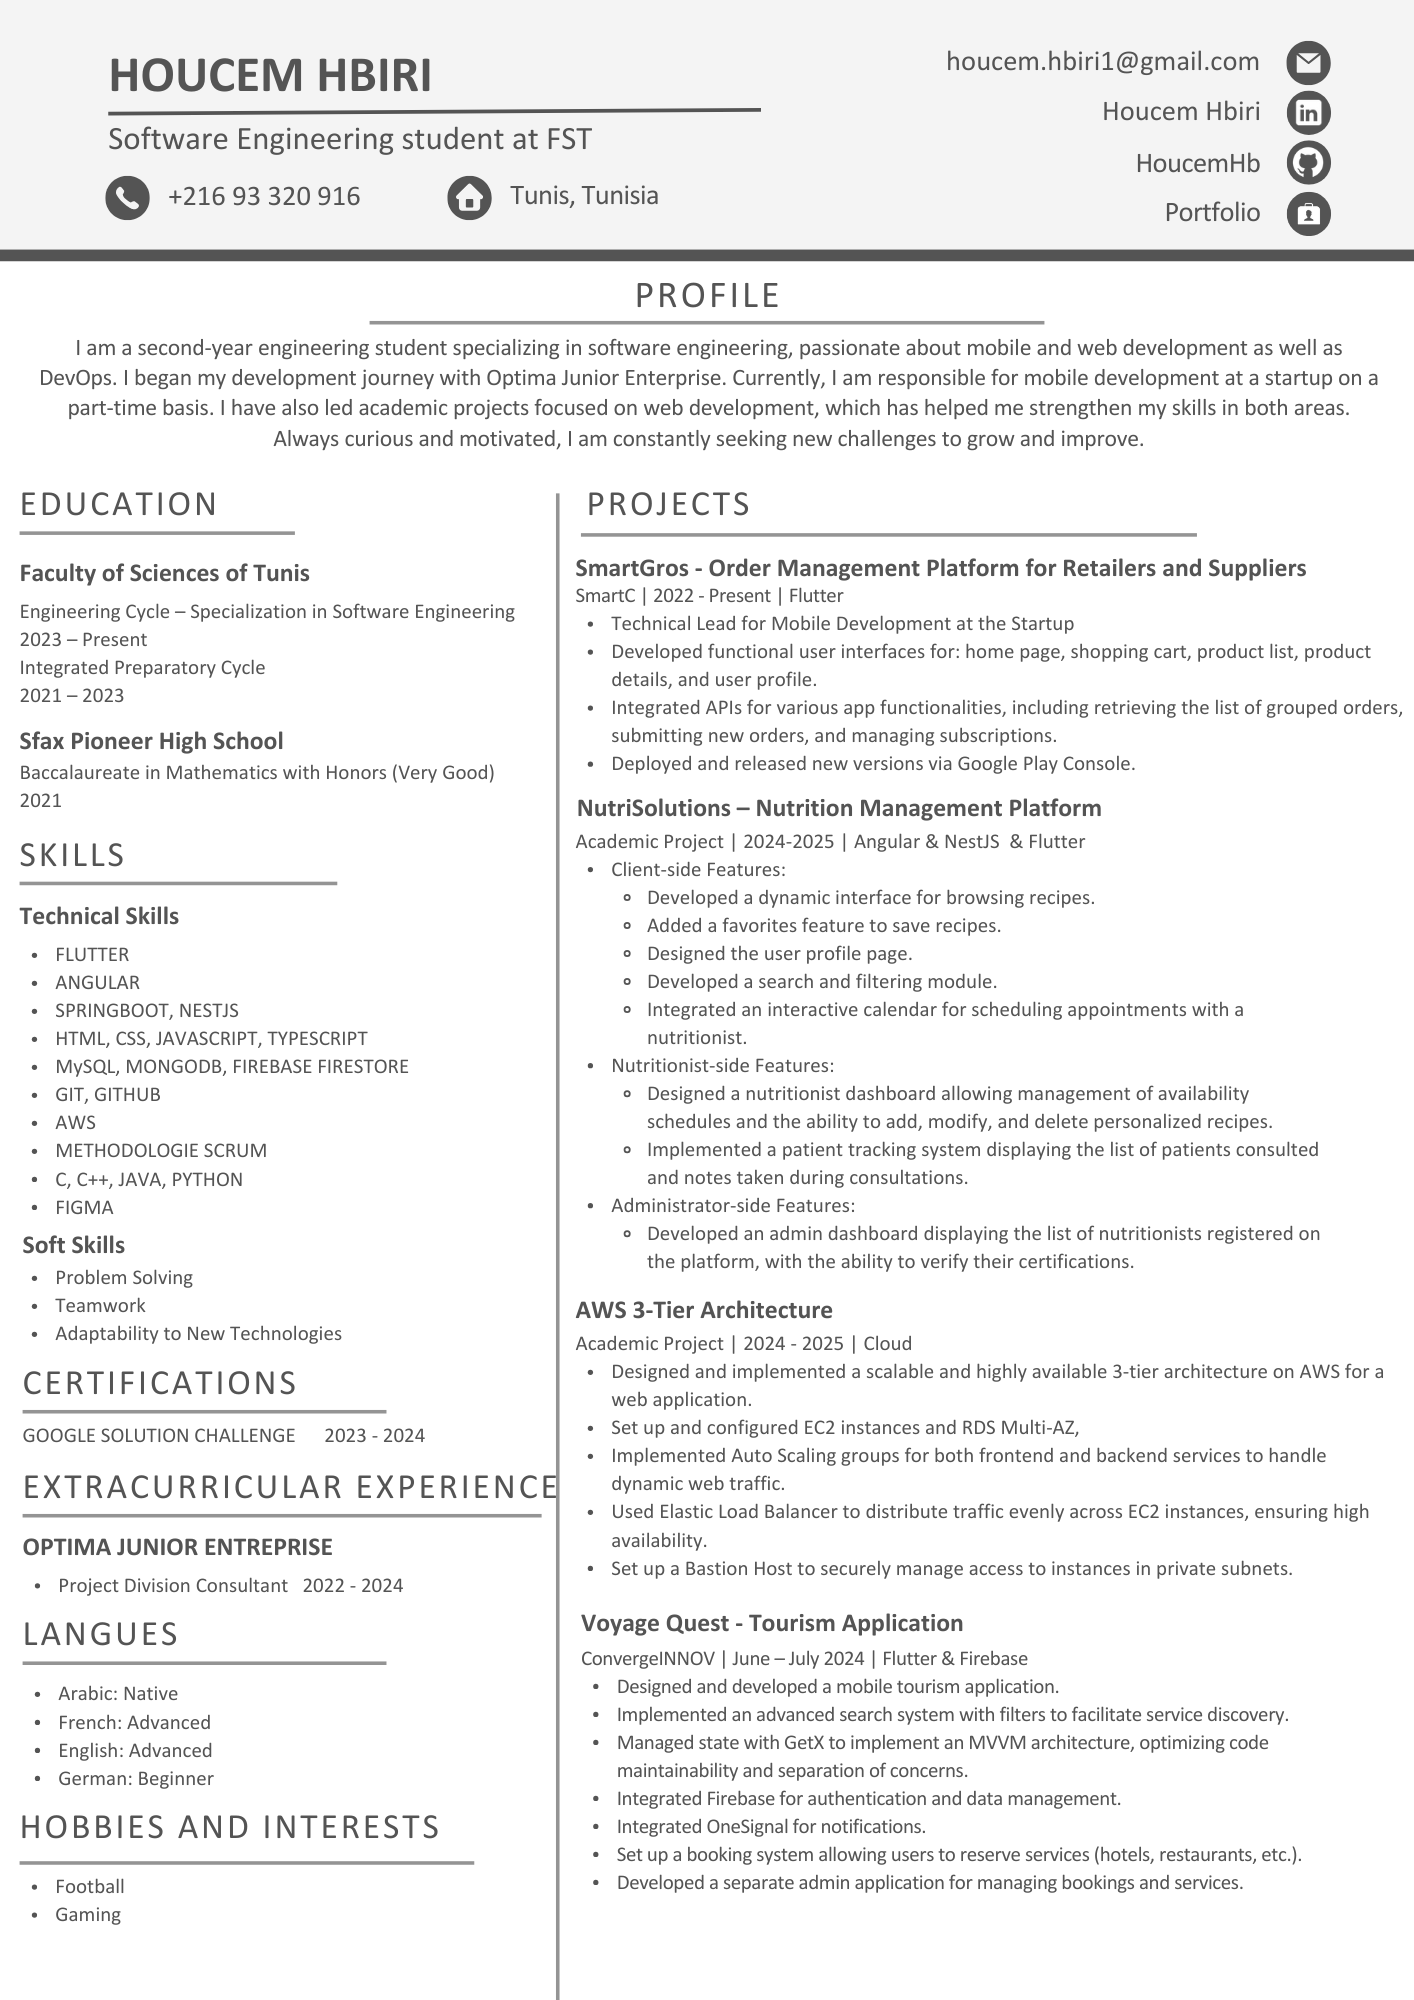 HOUCEM HBIRI
Software Engineering student at FST
+216 93 320 916
Tunis, Tunisia
houcem.hbiri1@gmail.com
Houcem Hbiri
in
HoucemHb
Portfolio
PROFILE
I am a second-year engineering student specializing in software engineering, passionate about mobile and web development as well as
DevOps. I began my development journey with Optima Junior Enterprise. Currently, I am responsible for mobile development at a startup on a
part-time basis. I have also led academic projects focused on web development, which has helped me strengthen my skills in both areas.
Always curious and motivated, I am constantly seeking new challenges to grow and improve.
EDUCATION
Faculty of Sciences of Tunis
Engineering Cycle – Specialization in Software Engineering
2023 – Present
Integrated Preparatory Cycle
2021 – 2023
Sfax Pioneer High School
Baccalaureate in Mathematics with Honors (Very Good)
2021
SKILLS
Technical Skills
• FLUTTER
• ANGULAR
• SPRINGBOOT, NESTJS
• HTML, CSS, JAVASCRIPT, TYPESCRIPT
• MySQL, MONGODB, FIREBASE FIRESTORE
• GIT, GITHUB
• AWS
• METHODOLOGIE SCRUM
• C, C++, JAVA, PYTHON
• FIGMA
Soft Skills
• Problem Solving
• Teamwork
• Adaptability to New Technologies
CERTIFICATIONS
GOOGLE SOLUTION CHALLENGE 2023 - 2024
EXTRACURRICULAR EXPERIENCE
OPTIMA JUNIOR ENTREPRISE
• Project Division Consultant 2022 - 2024
LANGUES
• Arabic: Native
• French: Advanced
• English: Advanced
• German: Beginner
HOBBIES AND INTERESTS
• Football
• Gaming
PROJECTS
SmartGros - Order Management Platform for Retailers and Suppliers
SmartC | 2022 - Present | Flutter
• Technical Lead for Mobile Development at the Startup
• Developed functional user interfaces for: home page, shopping cart, product list, product
details, and user profile.
• Integrated APIs for various app functionalities, including retrieving the list of grouped orders,
submitting new orders, and managing subscriptions.
• Deployed and released new versions via Google Play Console.
NutriSolutions – Nutrition Management Platform
Academic Project | 2024-2025 | Angular & NestJS & Flutter
• Client-side Features:
◦ Developed a dynamic interface for browsing recipes.
◦ Added a favorites feature to save recipes.
◦ Designed the user profile page.
◦ Developed a search and filtering module.
◦ Integrated an interactive calendar for scheduling appointments with a
nutritionist.
• Nutritionist-side Features:
◦ Designed a nutritionist dashboard allowing management of availability
schedules and the ability to add, modify, and delete personalized recipes.
◦ Implemented a patient tracking system displaying the list of patients consulted
and notes taken during consultations.
• Administrator-side Features:
◦ Developed an admin dashboard displaying the list of nutritionists registered on
the platform, with the ability to verify their certifications.
AWS 3-Tier Architecture
Academic Project | 2024 - 2025 | Cloud
• Designed and implemented a scalable and highly available 3-tier architecture on AWS for a
web application.
• Set up and configured EC2 instances and RDS Multi-AZ,
• Implemented Auto Scaling groups for both frontend and backend services to handle
dynamic web traffic.
• Used Elastic Load Balancer to distribute traffic evenly across EC2 instances, ensuring high
availability.
• Set up a Bastion Host to securely manage access to instances in private subnets.
Voyage Quest - Tourism Application
ConvergeINNOV | June – July 2024 | Flutter & Firebase
• Designed and developed a mobile tourism application.
• Implemented an advanced search system with filters to facilitate service discovery.
• Managed state with GetX to implement an MVVM architecture, optimizing code
maintainability and separation of concerns.
• Integrated Firebase for authentication and data management.
• Integrated OneSignal for notifications.
• Set up a booking system allowing users to reserve services (hotels, restaurants, etc.).
• Developed a separate admin application for managing bookings and services.